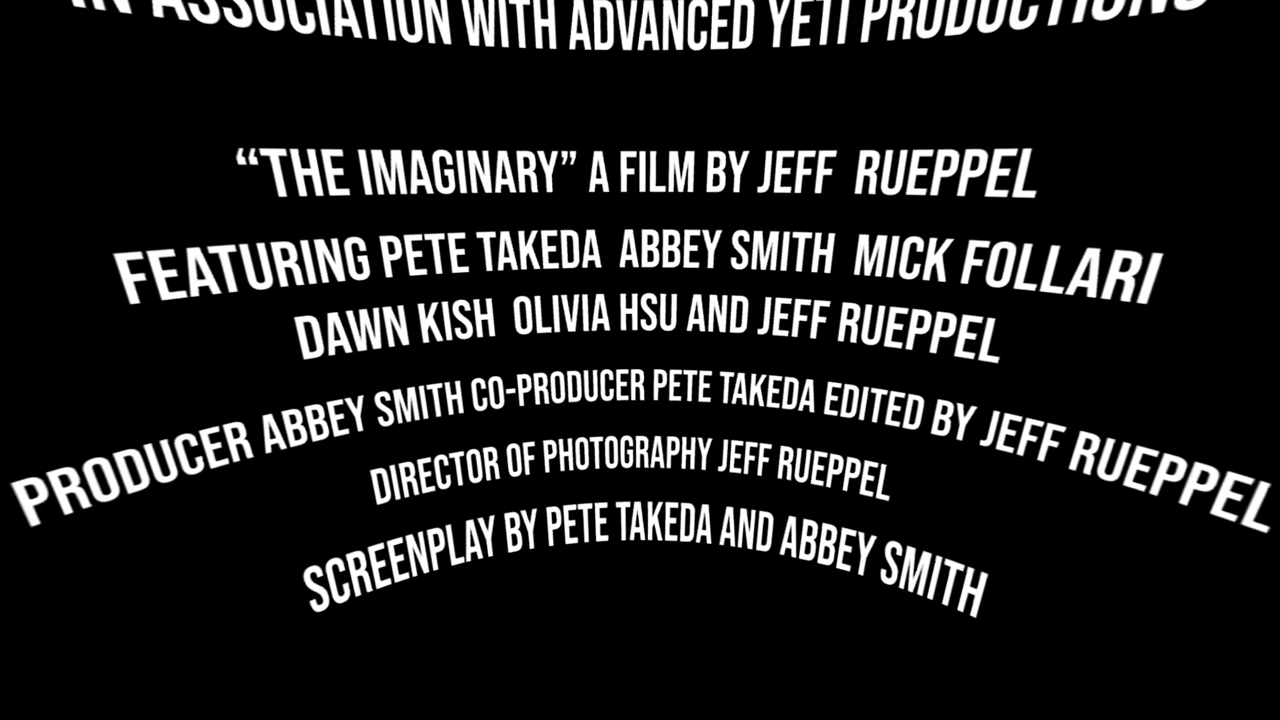 IN ASSOCIATION WITH ADVANCED YETI PRODUCTIONS
“THE IMAGINARY” A FILM BY JEFF RUEPPEL
FEATURING PETE TAKEDA ABBEY SMITH MICK FOLLARI
DAWN KISH OLIVIA HSU AND JEFF RUEPPEL
PRODUCER ABBEY SMITH CO-PRODUCER PETE TAKEDA EDITED BY JEFF RUEPPEL
DIRECTOR OF PHOTOGRAPHY JEFF RUEPPEL
SCREENPLAY BY PETE TAKEDA AND ABBEY SMITH